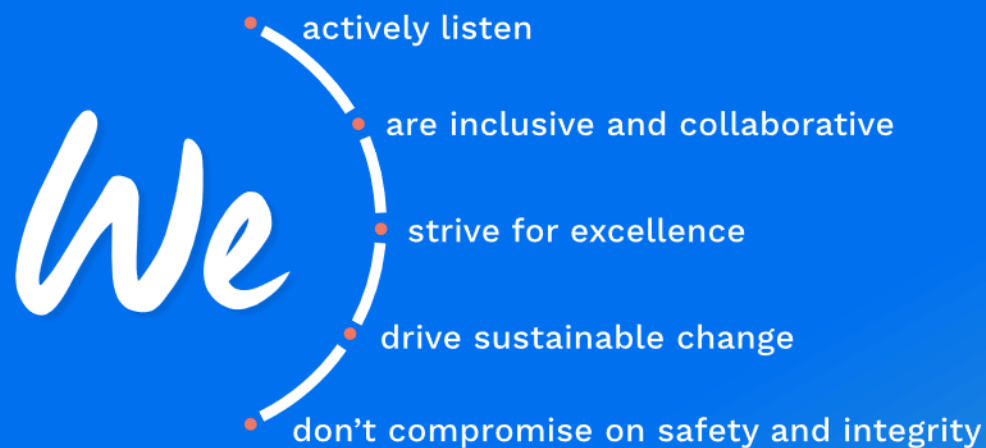 We
actively listen
are inclusive and collaborative
strive for excellence
drive sustainable change
don’t compromise on safety and integrity